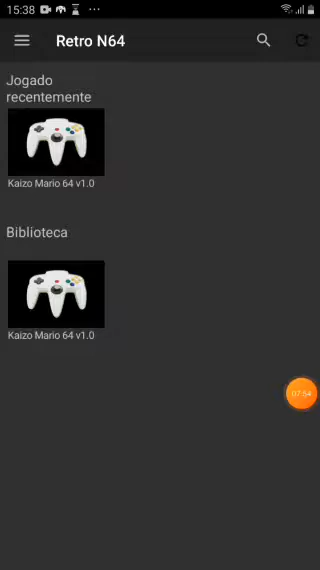 15:38
Retro N64
Jogado
recentemente
Kaizo Mario 64 v1.0
Biblioteca
Kaizo Mario 64 v1.0
07:54